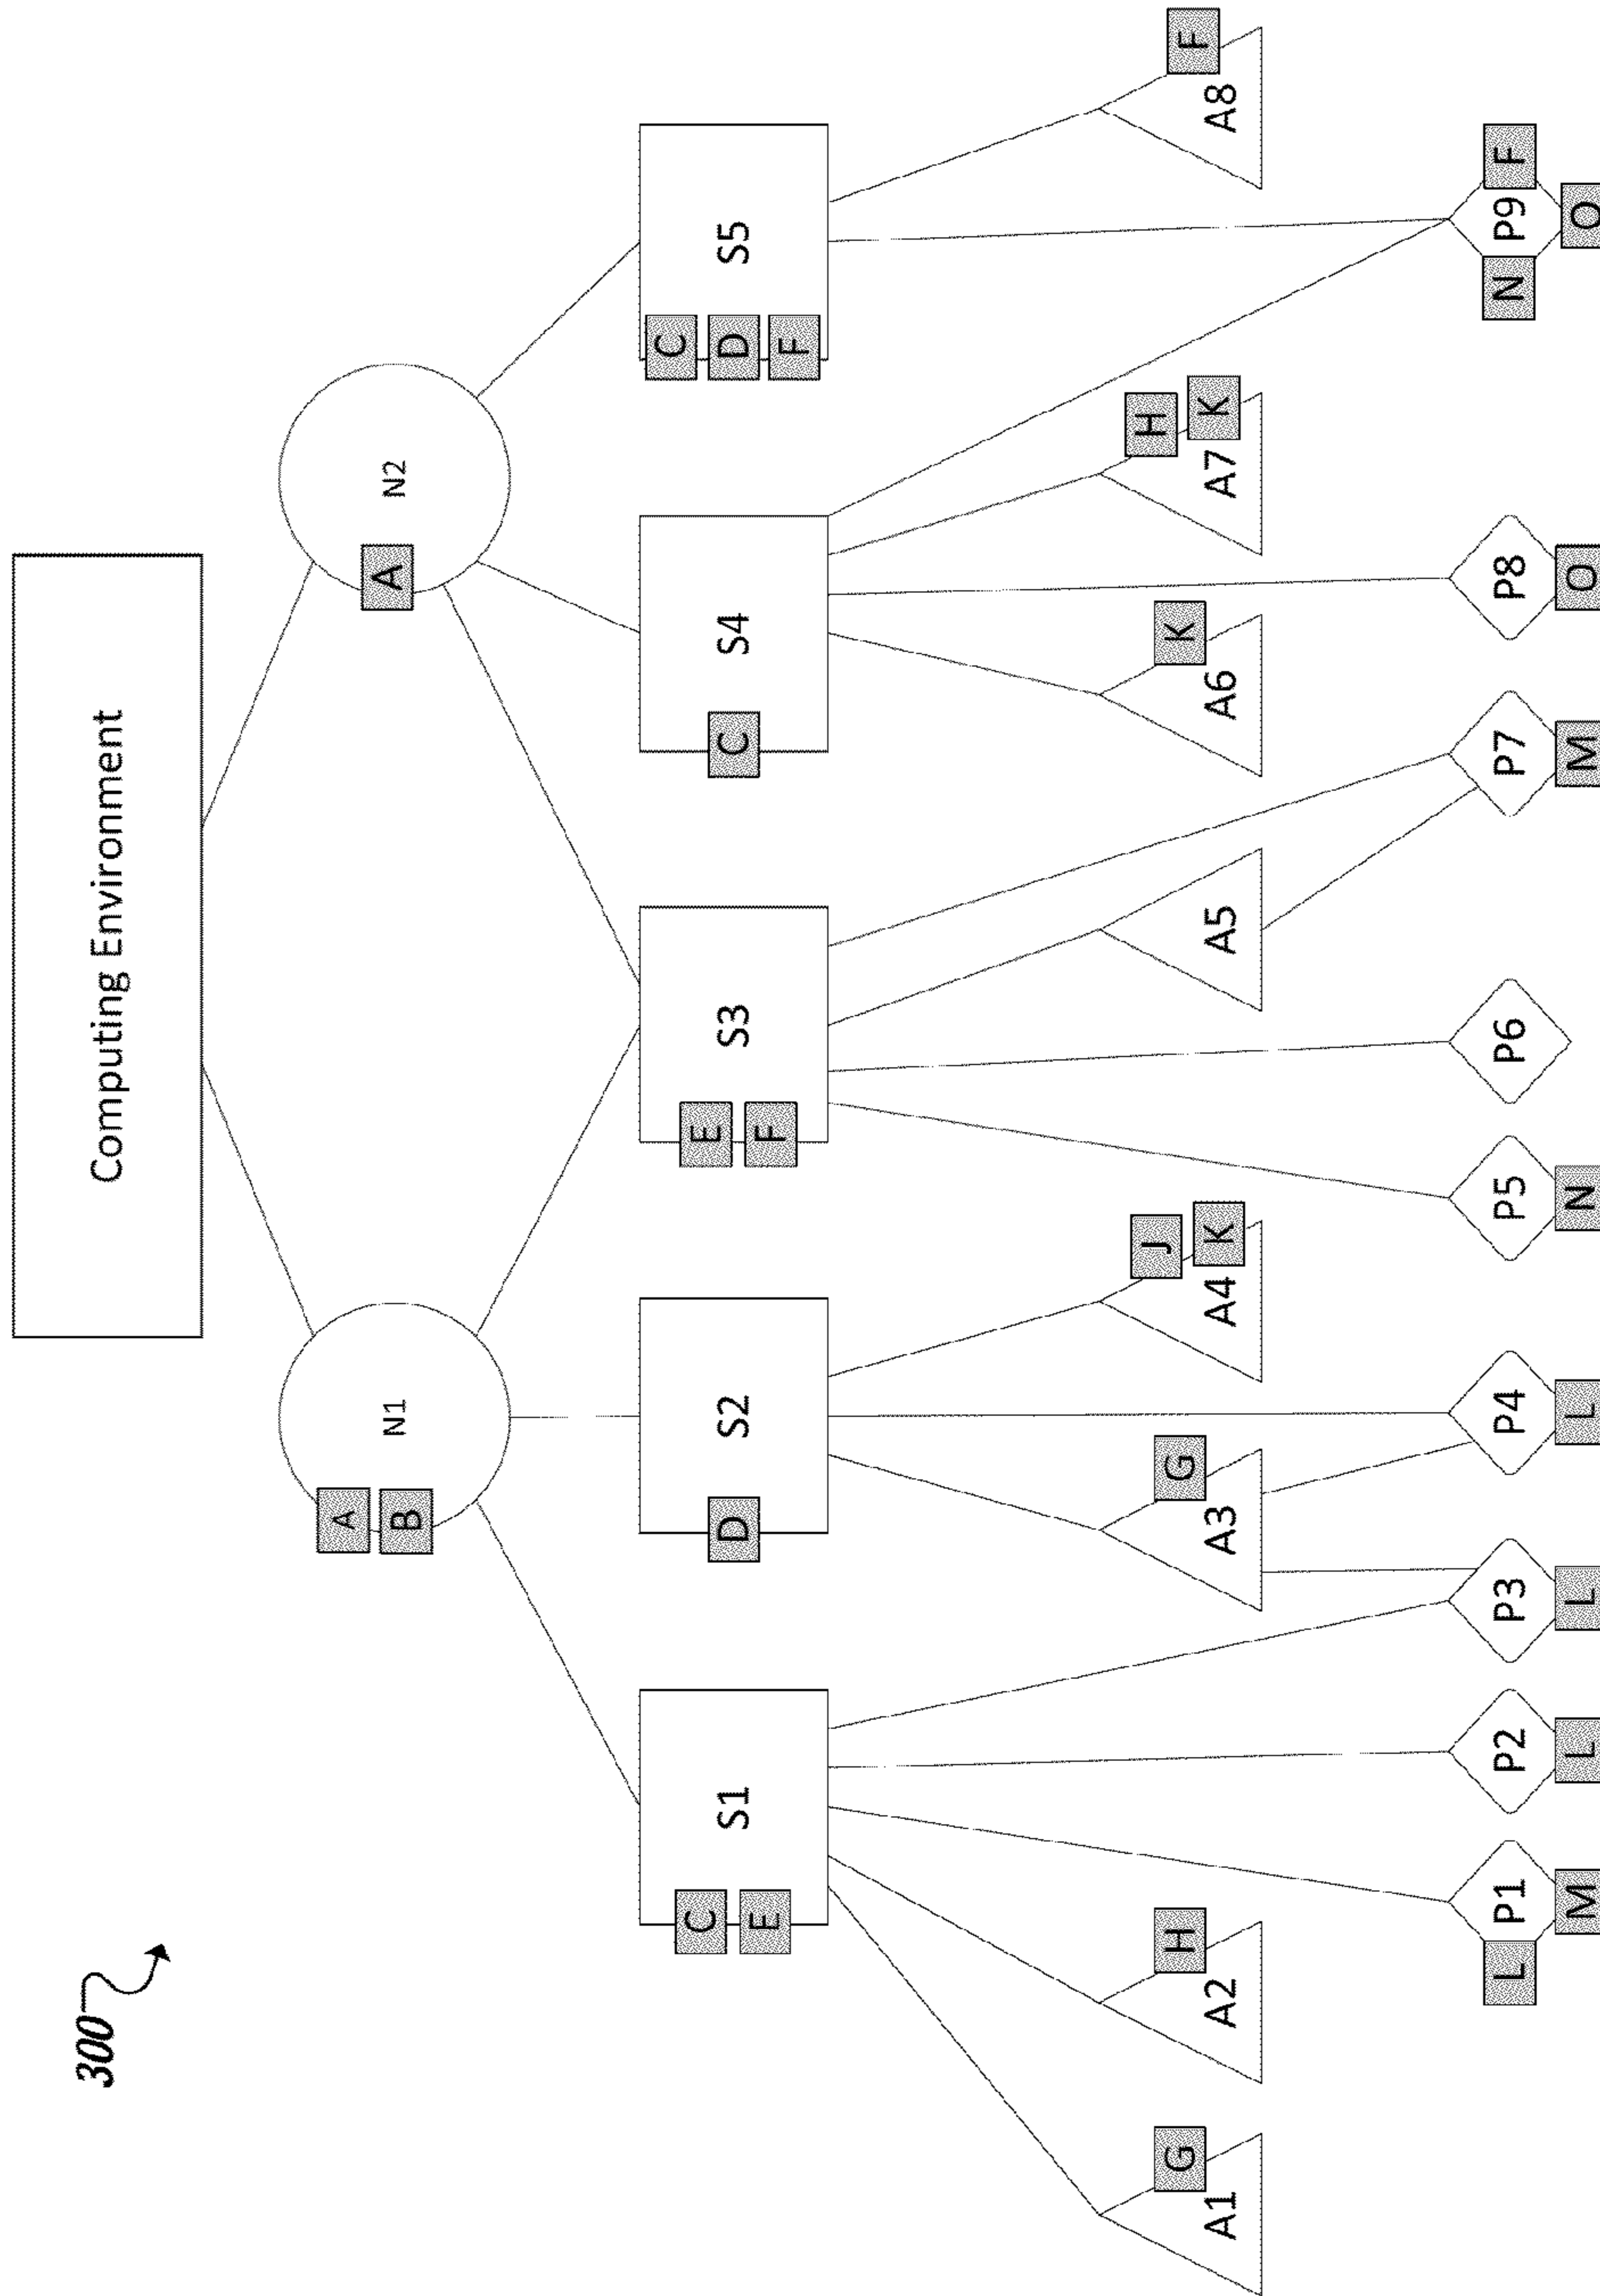 300
Computing Environment
N1
A
B
N2
A
S1
C
E
S2
D
S3
E
F
S4
C
S5
C
D
F
A1
G
A2
H
A3
G
A4
J
K
A5
A6
K
A7
H
K
A8
F
P1
L
M
P2
L
P3
L
P4
L
P5
N
P6
P7
M
P8
O
P9
N
F
O